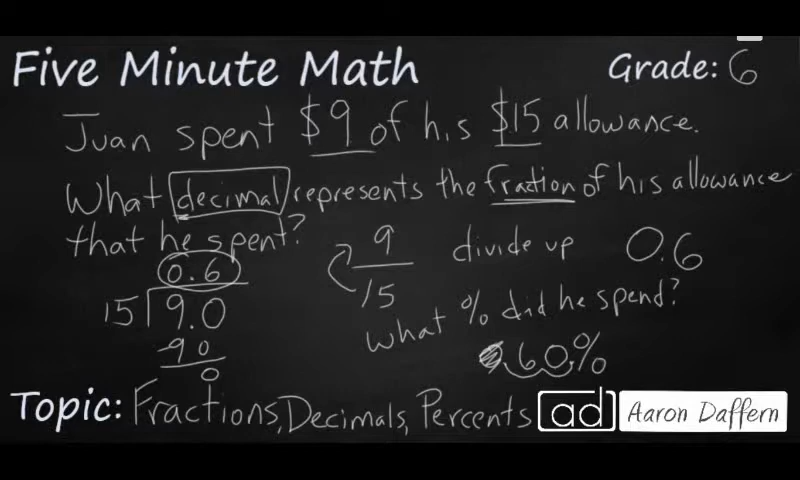 Five Minute Math
Grade: 6
Juan spent $9 of his $15 allowance.
What decimal represents the fraction of his allowance
that he spent?
9
15
divide up
0.6
0.6
15 9.0
-90
0
What % did he spend?
60.%
Topic: Fractions, Decimals, Percents
ad
Aaron Daffern